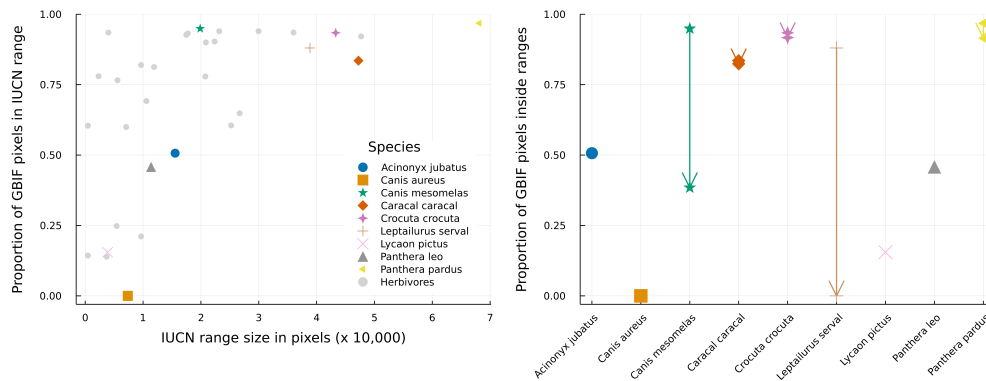 Proportion of GBIF pixels in IUCN range
1.00
0.75
0.50
0.25
0.00
0 1 2 3 4 5 6 7
IUCN range size in pixels (x 10,000)
Species
Acinonyx jubatus
Canis aureus
Canis mesomelas
Caracal caracal
Crocuta crocuta
Leptailurus serval
Lycaon pictus
Panthera leo
Panthera pardus
Herbivores
Proportion of GBIF pixels inside ranges
1.00
0.75
0.50
0.25
0.00
Acinonyx jubatus
Canis aureus
Canis mesomelas
Caracal caracal
Crocuta crocuta
Leptailurus serval
Lycaon pictus
Panthera leo
Panthera pardus